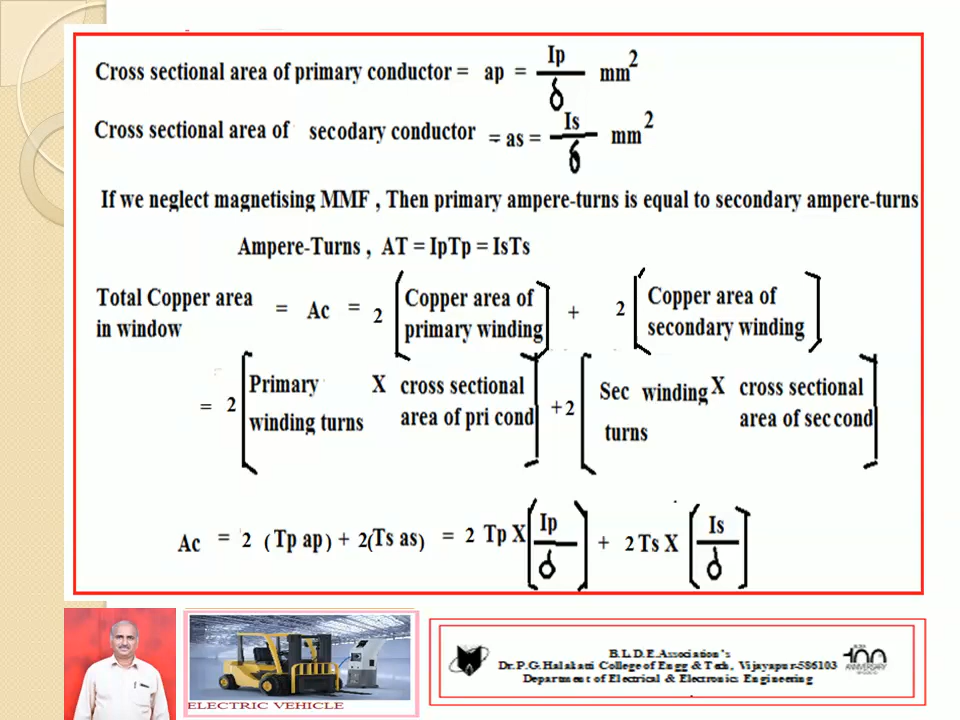 Cross sectional area of primary conductor = ap = Ip / δ mm²
Cross sectional area of secodary conductor = as = Is / δ mm²
If we neglect magnetising MMF , Then primary ampere-turns is equal to secondary ampere-turns
Ampere-Turns , AT = IpTp = IsTs
Total Copper area in window = Ac = 2 [Copper area of primary winding] + 2 [Copper area of secondary winding]
= 2 [Primary winding turns X cross sectional area of pri cond] + 2 [Sec winding turns X cross sectional area of sec cond]
Ac = 2 (Tp ap) + 2(Ts as) = 2 Tp X [Ip / δ] + 2 Ts X [Is / δ]
ELECTRIC VEHICLE
B.L.D.E.Association's
Dr.P.G.Halakatti College of Engg & Tech, Vijayapur-586103
Department of Electrical & Electronics Engineering
100
ANNIVERSARY